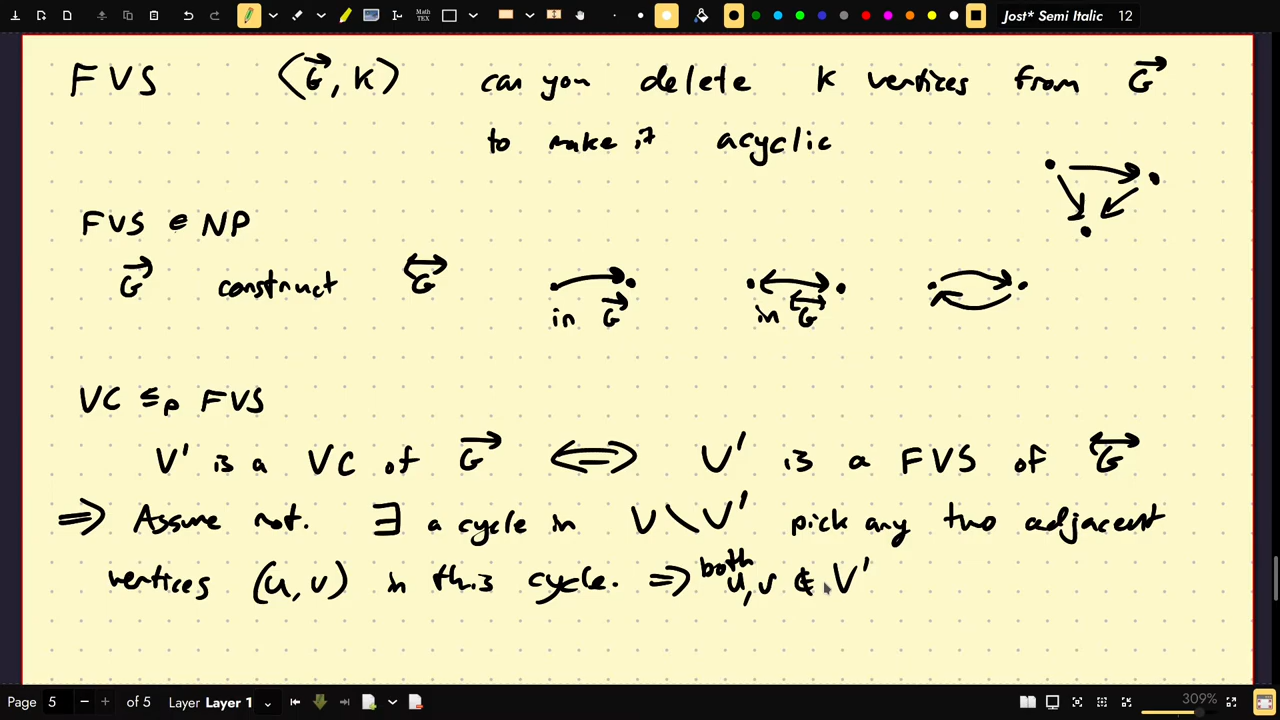 Math
TEX
Jost* Semi Italic 12
FVS ⟨G⃗, K⟩ can you delete K vertices from G⃗
to make it acyclic
FVS ∈ NP
G⃗ construct G⃡
in G⃗ in G⃡
VC ≤p FVS
V' is a VC of G⃗ ⟺ V' is a FVS of G⃡
⟹ Assume not. ∃ a cycle in V \ V' pick any two adjacent
vertices (u, v) in this cycle. ⟹ both u, v ∉ V'
Page 5 of 5 Layer Layer 1 309%